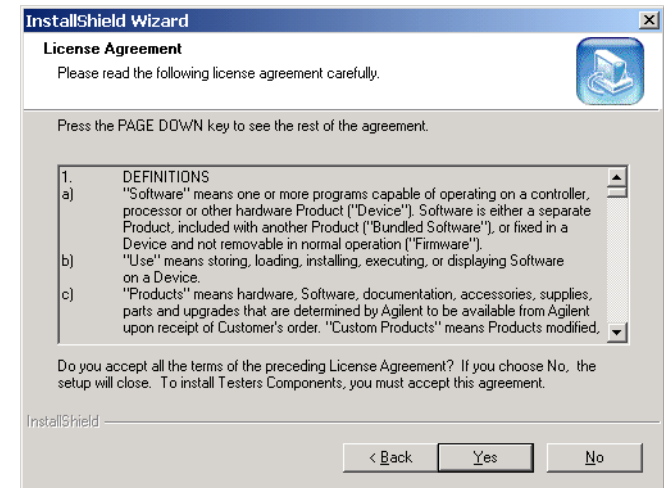 InstallShield Wizard
License Agreement
Please read the following license agreement carefully.
Press the PAGE DOWN key to see the rest of the agreement.
1. DEFINITIONS
a) "Software" means one or more programs capable of operating on a controller,
processor or other hardware Product ("Device"). Software is either a separate
Product, included with another Product ("Bundled Software"), or fixed in a
Device and not removable in normal operation ("Firmware").
b) "Use" means storing, loading, installing, executing, or displaying Software
on a Device.
c) "Products" means hardware, Software, documentation, accessories, supplies,
parts and upgrades that are determined by Agilent to be available from Agilent
upon receipt of Customer's order. "Custom Products" means Products modified,
Do you accept all the terms of the preceding License Agreement? If you choose No, the
setup will close. To install Testers Components, you must accept this agreement.
InstallShield
< Back Yes No